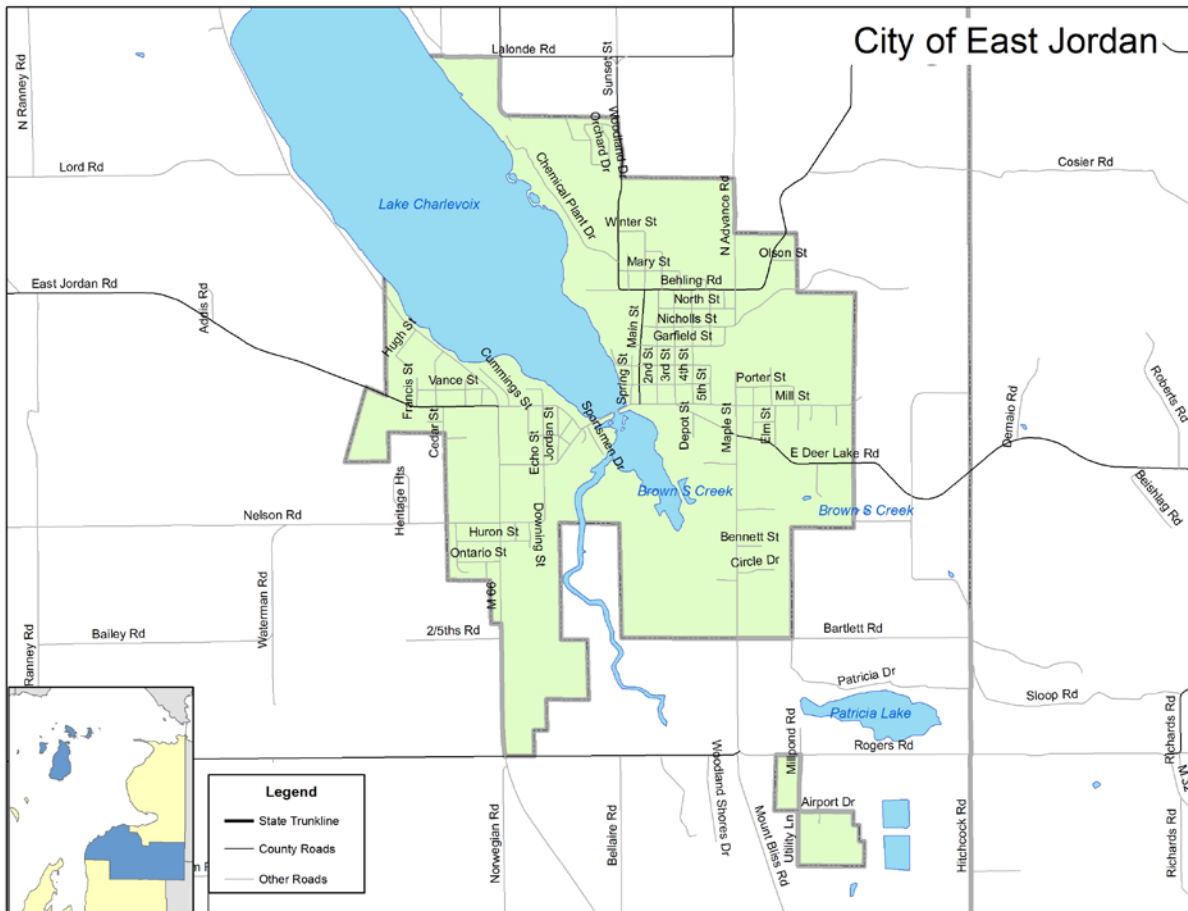 City of East Jordan
Lalonde Rd
Sunset St
N Ranney Rd
Orchard Dr
Woodland Dr
Lord Rd
Cosier Rd
Chemical Plant Dr
N Advance Rd
Lake Charlevoix
Winter St
Olson St
Mary St
Behling Rd
East Jordan Rd
Addis Rd
North St
Nicholls St
Main St
Garfield St
Hugh St
Cummings St
Spring St
2nd St
3rd St
4th St
5th St
Vance St
Francis St
Porter St
Mill St
Roberts Rd
Cedar St
Echo St
Jordan St
Sportsmen Dr
Depot St
Maple St
Elm St
Demaio Rd
E Deer Lake Rd
Heritage Hts
Brown S Creek
Brown S Creek
Beishlag Rd
Nelson Rd
Downing St
Huron St
Bennett St
Ontario St
Circle Dr
M 66
Waterman Rd
Bailey Rd
2/5ths Rd
Bartlett Rd
Ranney Rd
Patricia Dr
Sloop Rd
Patricia Lake
Richards Rd
Millpond Rd
Rogers Rd
M 32
Woodland Shores Dr
Legend
State Trunkline
County Roads
Other Roads
Norwegian Rd
Bellaire Rd
Mount Bliss Rd
Utility Ln
Airport Dr
Hitchcock Rd
Richards Rd